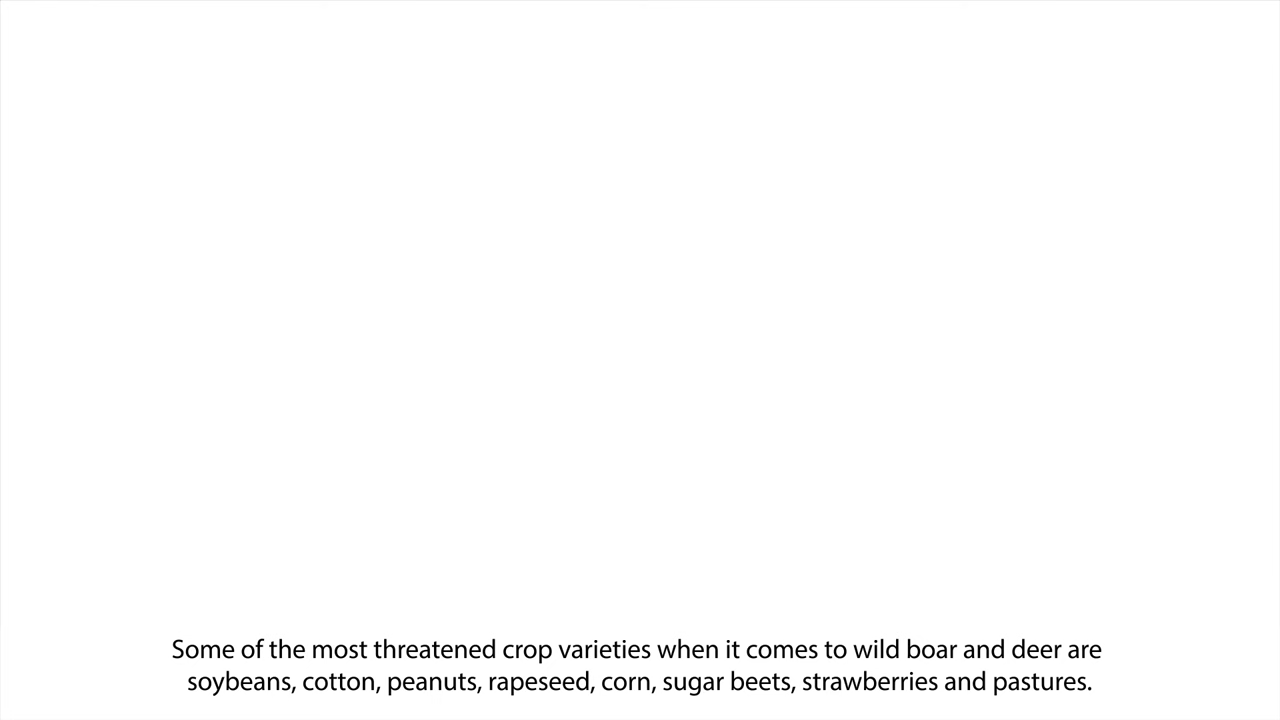 Some of the most threatened crop varieties when it comes to wild boar and deer are
soybeans, cotton, peanuts, rapeseed, corn, sugar beets, strawberries and pastures.